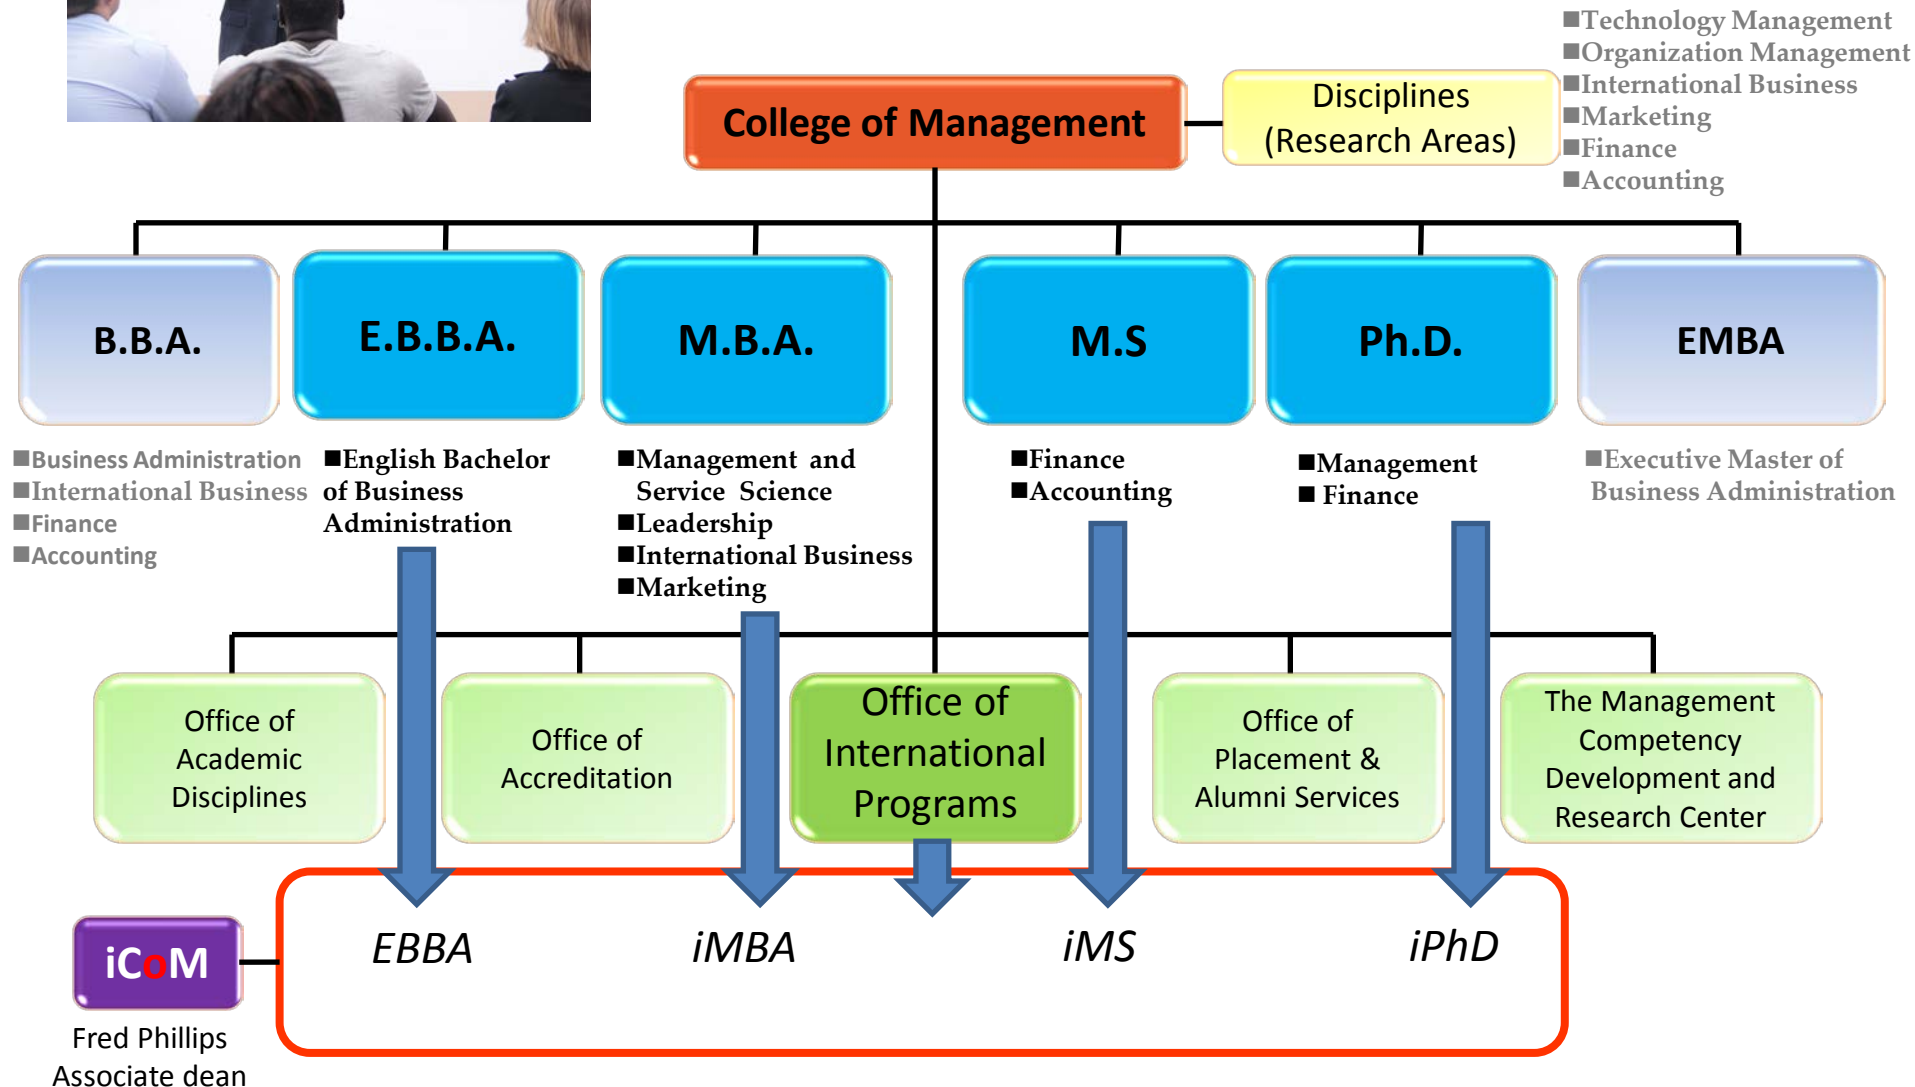 ■Technology Management
■Organization Management
■International Business
■Marketing
■Finance
■Accounting
College of Management
Disciplines
(Research Areas)
B.B.A.
E.B.B.A.
M.B.A.
M.S
Ph.D.
EMBA
■Business Administration
■International Business
■Finance
■Accounting
■English Bachelor
of Business
Administration
■Management and
Service Science
■Leadership
■International Business
■Marketing
■Finance
■Accounting
■Management
■ Finance
■Executive Master of
Business Administration
Office of
Academic
Disciplines
Office of
Accreditation
Office of
International
Programs
Office of
Placement &
Alumni Services
The Management
Competency
Development and
Research Center
iCoM
EBBA
iMBA
iMS
iPhD
Fred Phillips
Associate dean